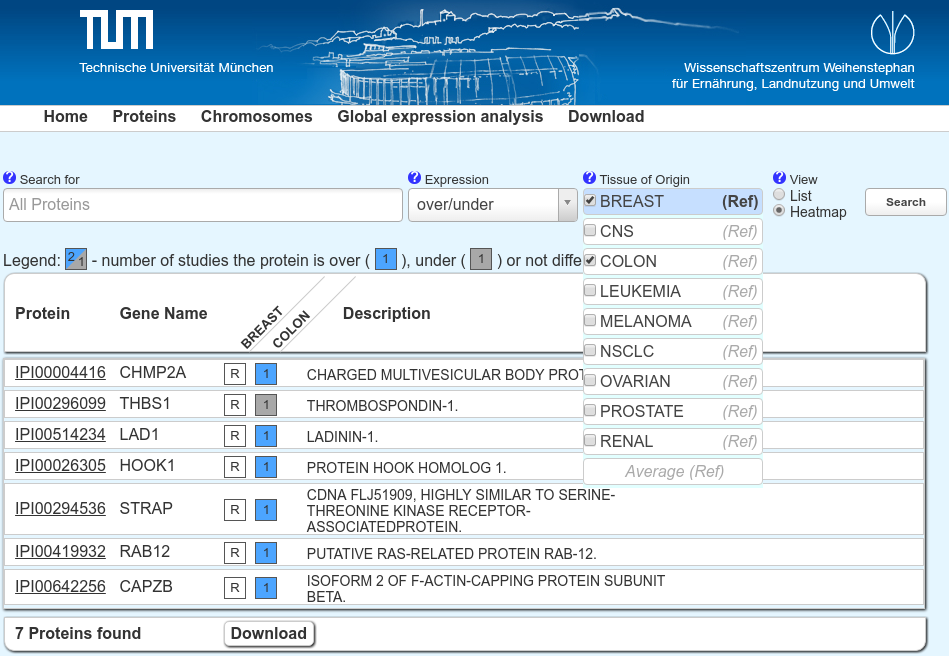 TUM
Technische Universität München
Wissenschaftszentrum Weihenstephan
für Ernährung, Landnutzung und Umwelt
Home Proteins Chromosomes Global expression analysis Download
? Search for ? Expression ? Tissue of Origin ? View
All Proteins over/under BREAST (Ref) List
Heatmap Search
CNS (Ref)
Legend: 2 1 - number of studies the protein is over ( 1 ), under ( 1 ) or not diffe COLON (Ref)
LEUKEMIA (Ref)
Protein Gene Name BREAST COLON Description
MELANOMA (Ref)
NSCLC (Ref)
IPI00004416 CHMP2A R 1 CHARGED MULTIVESICULAR BODY PROT
OVARIAN (Ref)
IPI00296099 THBS1 R 1 THROMBOSPONDIN-1.
PROSTATE (Ref)
IPI00514234 LAD1 R 1 LADININ-1.
RENAL (Ref)
IPI00026305 HOOK1 R 1 PROTEIN HOOK HOMOLOG 1.
Average (Ref)
IPI00294536 STRAP R 1 CDNA FLJ51909, HIGHLY SIMILAR TO SERINE-
THREONINE KINASE RECEPTOR-
ASSOCIATEDPROTEIN.
IPI00419932 RAB12 R 1 PUTATIVE RAS-RELATED PROTEIN RAB-12.
IPI00642256 CAPZB R 1 ISOFORM 2 OF F-ACTIN-CAPPING PROTEIN SUBUNIT
BETA.
7 Proteins found Download